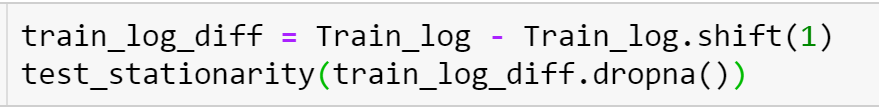 train_log_diff = Train_log - Train_log.shift(1)
test_stationarity(train_log_diff.dropna())